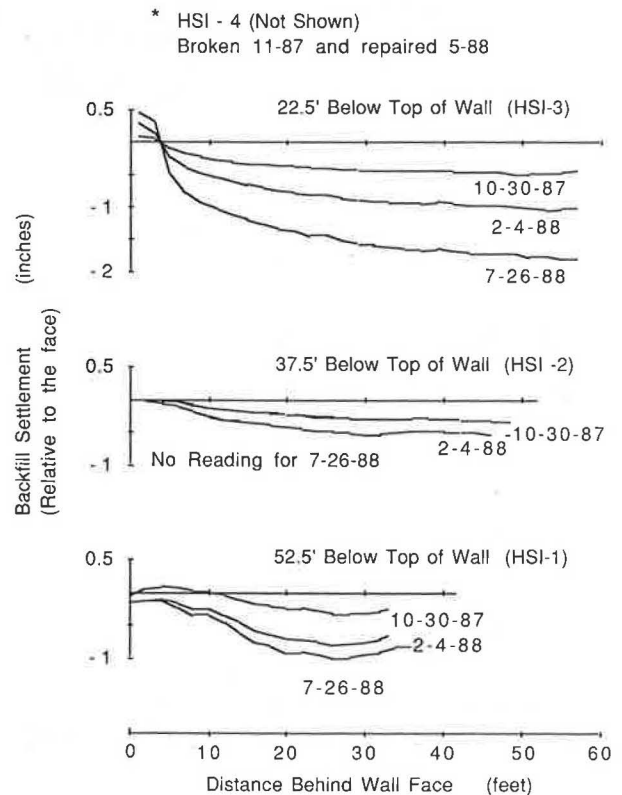 * HSI - 4 (Not Shown)
Broken 11-87 and repaired 5-88
0.5
22.5' Below Top of Wall (HSI-3)
10-30-87
- 1
2-4-88
7-26-88
- 2
Backfill Settlement (inches)
(Relative to the face)
0.5
37.5' Below Top of Wall (HSI -2)
-10-30-87
2-4-88
No Reading for 7-26-88
- 1
0.5
52.5' Below Top of Wall (HSI-1)
10-30-87
2-4-88
- 1
7-26-88
0 10 20 30 40 50 60
Distance Behind Wall Face (feet)